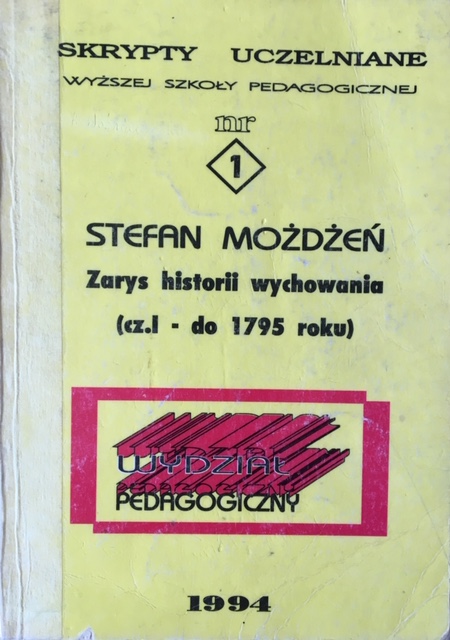 SKRYPTY UCZELNIANE
WYŻSZEJ SZKOŁY PEDAGOGICZNEJ
nr
1
STEFAN MOŻDŻEŃ
Zarys historii wychowania
(cz.I - do 1795 roku)
WYDZIAŁ
PEDAGOGICZNY
1994